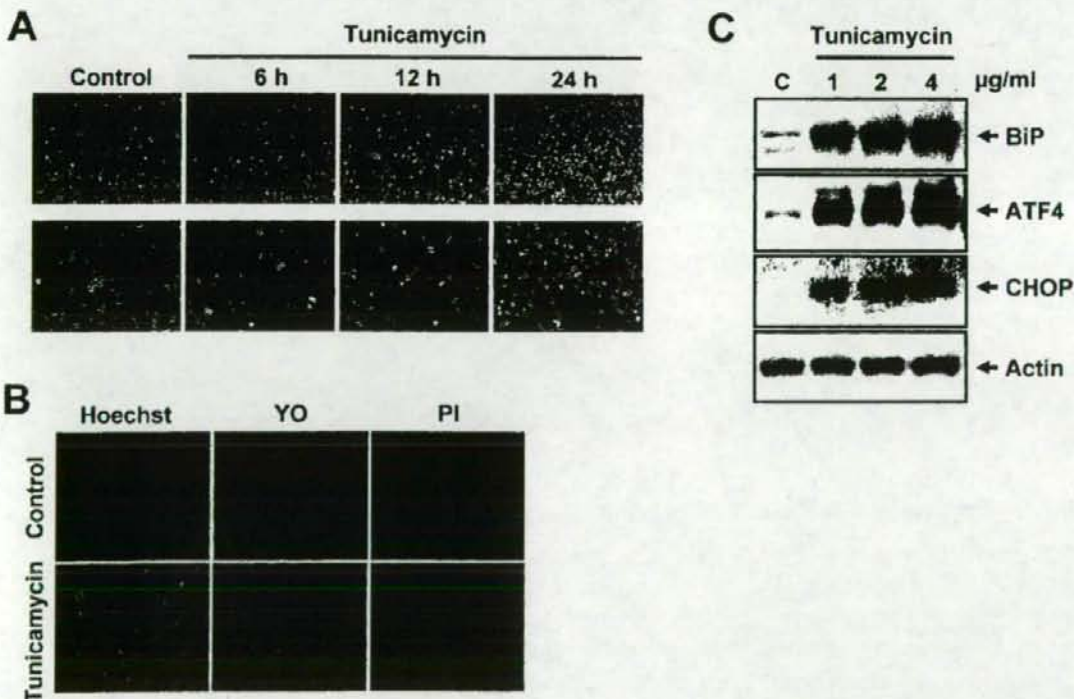 A
Tunicamycin
Control 6 h 12 h 24 h
B
Hoechst YO PI
Control
Tunicamycin
C
Tunicamycin
C 1 2 4 µg/ml
BiP
ATF4
CHOP
Actin